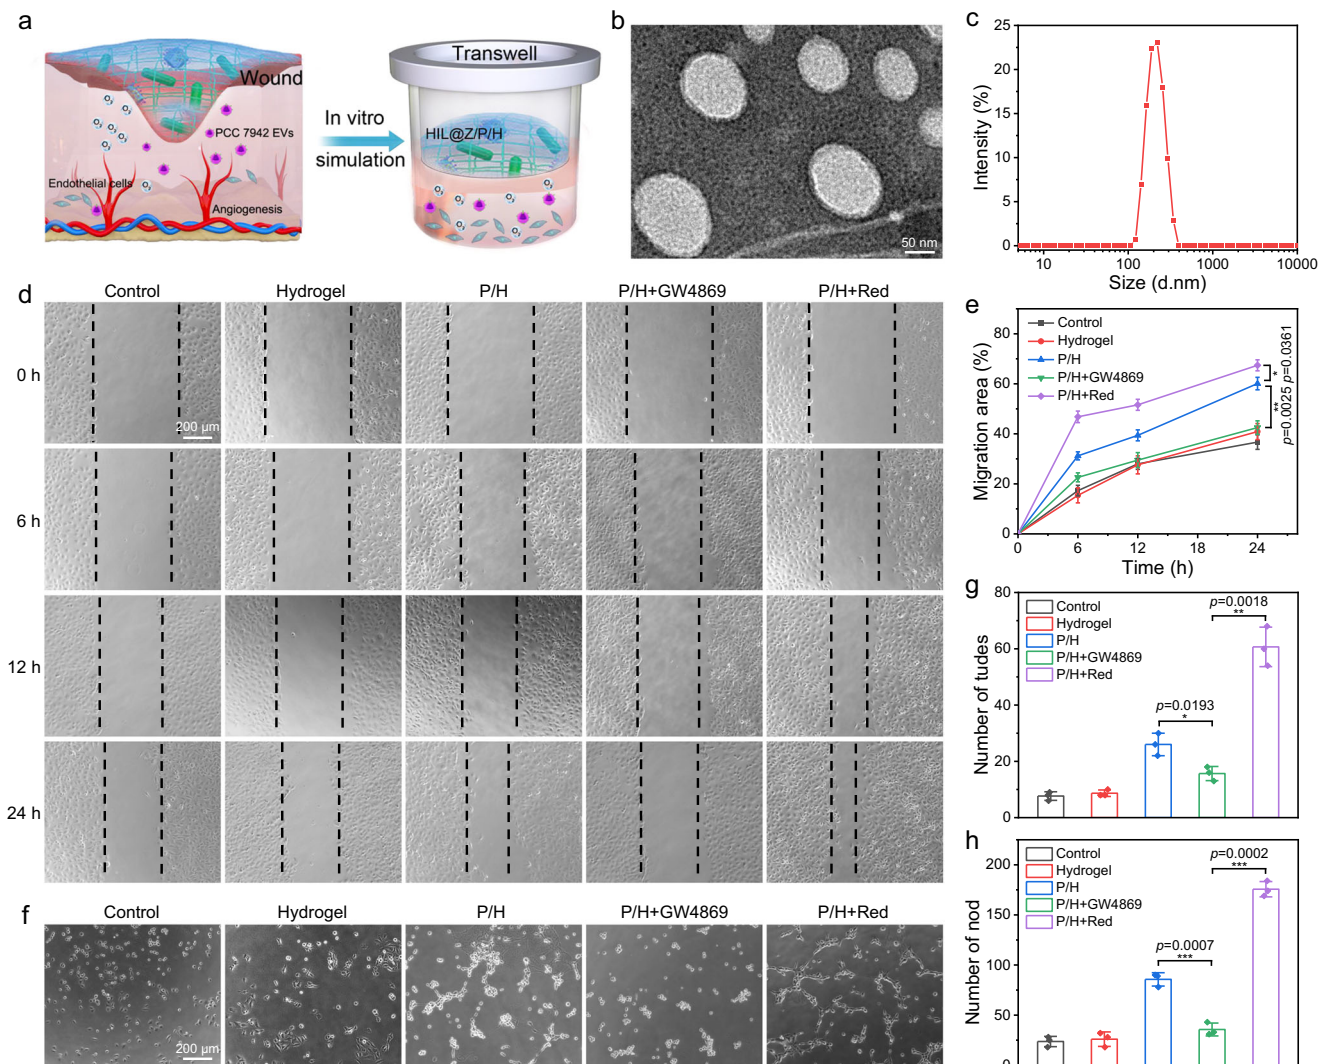 a
Wound
O₂
PCC 7942 EVs
Endothelial cells
O₂
Angiogenesis
In vitro
simulation
Transwell
HIL@Z/P/H
O₂
b
50 nm
c
Intensity (%)
25
20
15
10
5
0
10
100
1000
10000
Size (d.nm)
d
Control
Hydrogel
P/H
P/H+GW4869
P/H+Red
0 h
200 µm
6 h
12 h
24 h
e
Migration area (%)
80
60
40
20
0
Control
Hydrogel
P/H
P/H+GW4869
P/H+Red
* p=0.0361
** p=0.0025
0
6
12
18
24
Time (h)
f
Control
Hydrogel
P/H
P/H+GW4869
P/H+Red
200 µm
g
Number of tudes
80
60
40
20
0
Control
Hydrogel
P/H
P/H+GW4869
P/H+Red
p=0.0018
**
p=0.0193
*
h
Number of nod
200
150
100
50
0
Control
Hydrogel
P/H
P/H+GW4869
P/H+Red
p=0.0002
***
p=0.0007
***